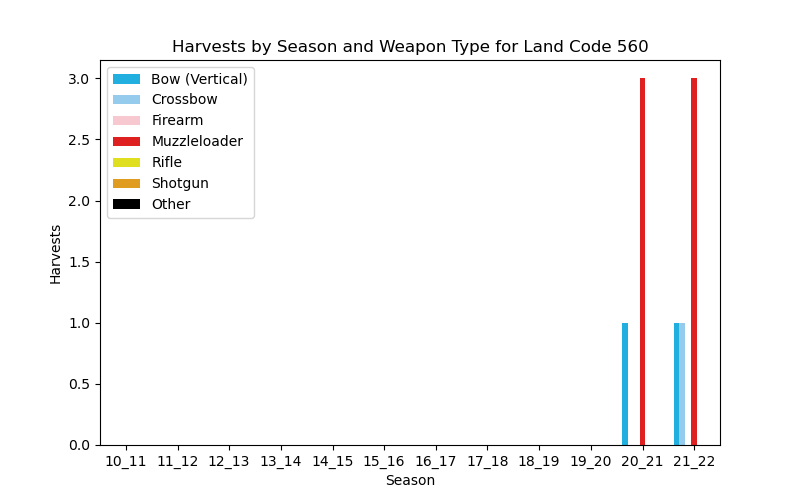 Harvests by Season and Weapon Type for Land Code 560
Bow (Vertical)
Crossbow
Firearm
Muzzleloader
Rifle
Shotgun
Other
3.0
2.5
2.0
1.5
1.0
0.5
0.0
Harvests
10_11 11_12 12_13 13_14 14_15 15_16 16_17 17_18 18_19 19_20 20_21 21_22
Season